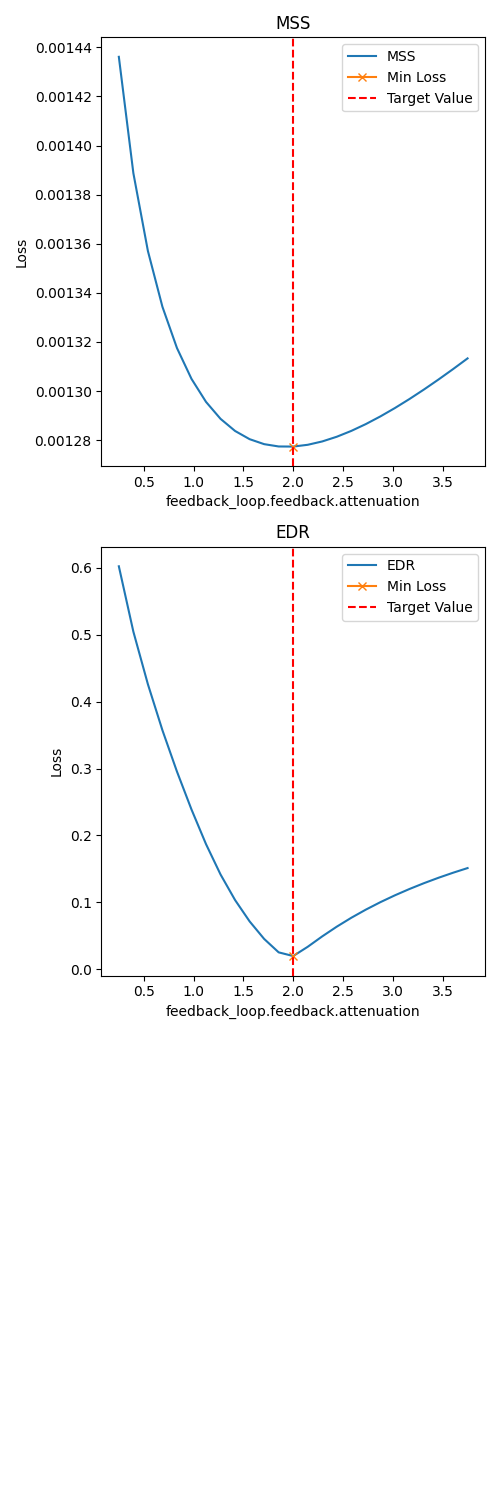 MSS
MSS
Min Loss
Target Value
0.00144
0.00142
0.00140
0.00138
0.00136
0.00134
0.00132
0.00130
0.00128
Loss
0.5 1.0 1.5 2.0 2.5 3.0 3.5
feedback_loop.feedback.attenuation
EDR
EDR
Min Loss
Target Value
0.6
0.5
0.4
0.3
0.2
0.1
0.0
Loss
0.5 1.0 1.5 2.0 2.5 3.0 3.5
feedback_loop.feedback.attenuation